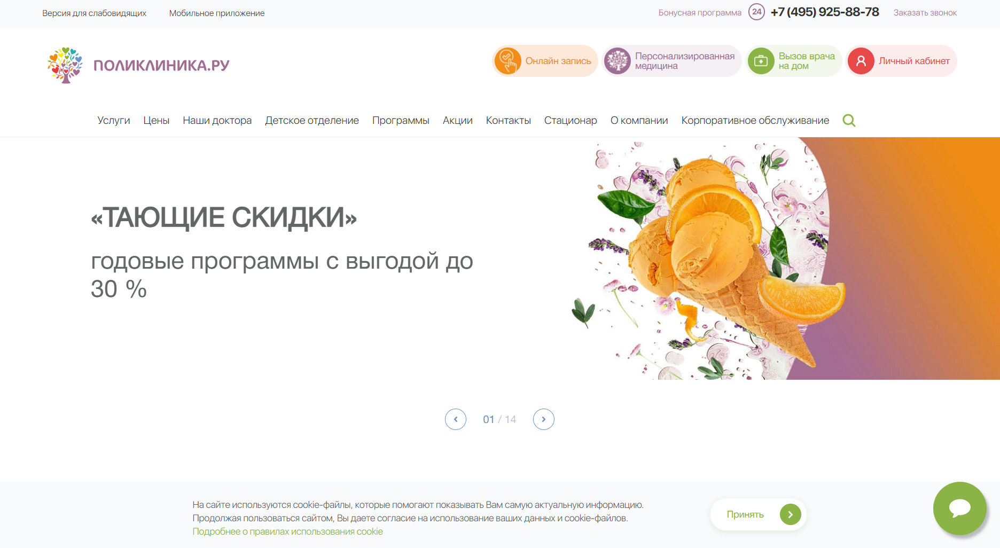 Версия для слабовидящих
Мобильное приложение
Бонусная программа
24
+7 (495) 925-88-78
Заказать звонок
ПОЛИКЛИНИКА.РУ
Онлайн запись
Персонализированная
медицина
Вызов врача
на дом
Личный кабинет
Услуги
Цены
Наши доктора
Детское отделение
Программы
Акции
Контакты
Стационар
О компании
Корпоративное обслуживание
«ТАЮЩИЕ СКИДКИ»
годовые программы с выгодой до
30 %
01 / 14
На сайте используются cookie-файлы, которые помогают показывать Вам самую актуальную информацию.
Продолжая пользоваться сайтом, Вы даете согласие на использование ваших данных и cookie-файлов.
Подробнее о правилах использования cookie
Принять